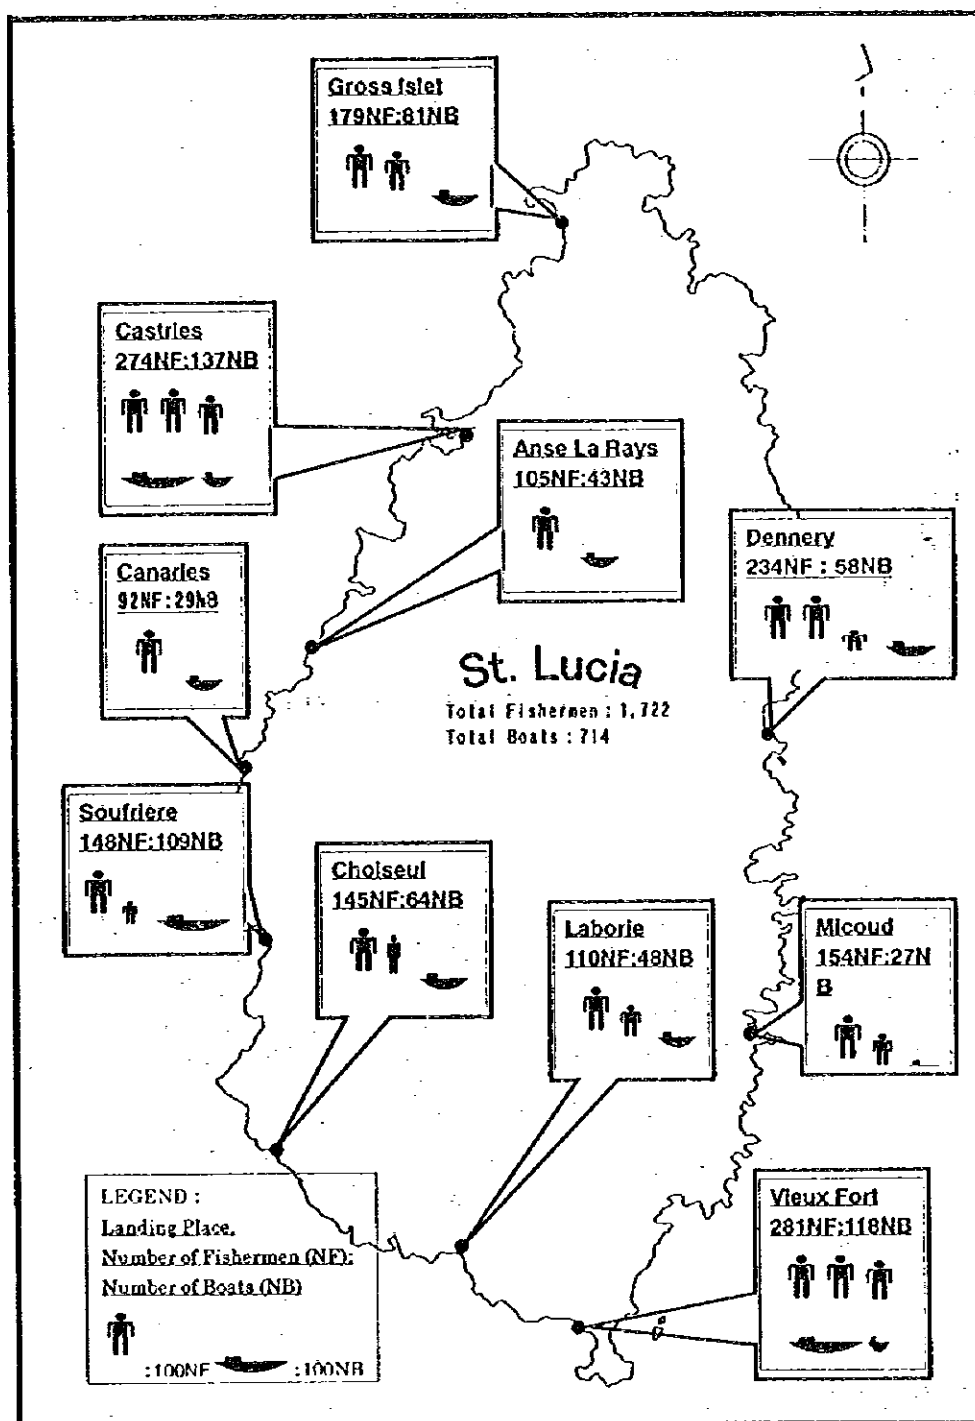 Gross Islet
179NF:81NB
Castries
274NF:137NB
Anse La Rays
105NF:43NB
Dennery
234NF : 58NB
Canaries
92NF:29NB
St. Lucia
Total Fishermen : 1,722
Total Boats : 714
Soufriere
148NF:109NB
Choiseul
145NF:64NB
Laborie
110NF:48NB
Micoud
154NF:27N
B
LEGEND :
Landing Place.
Number of Fishermen (NF):
Number of Boats (NB)
:100NF :100NB
Vieux Fort
281NF:118NB